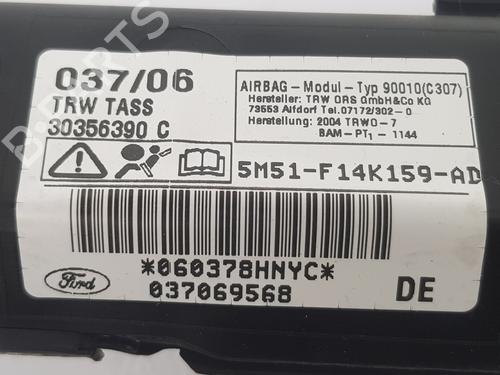 037/06
TRW TASS
30356390 C
AIRBAG - Modul - Typ 90010(C307)
Hersteller: TRW ORS GmbH&Co KG
73553 Alfdorf Tel.07172/302-0
Herstellung: 2004 TRWO-7
BAM-PT1 - 1144
5M51-F14K159-AD
*060378HNYC*
037069568
Ford
DE
B-PARTS